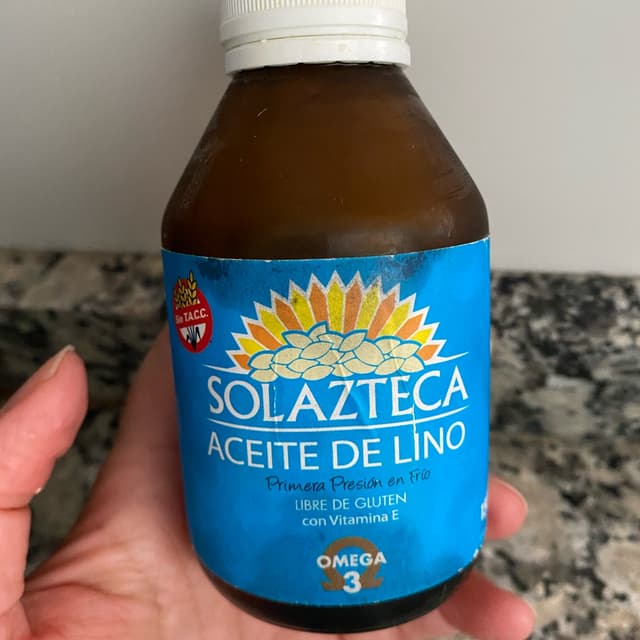 Sin T.A.C.C.
SOLAZTECA
ACEITE DE LINO
Primera Presión en Frío
LIBRE DE GLUTEN
con Vitamina E
OMEGA
3